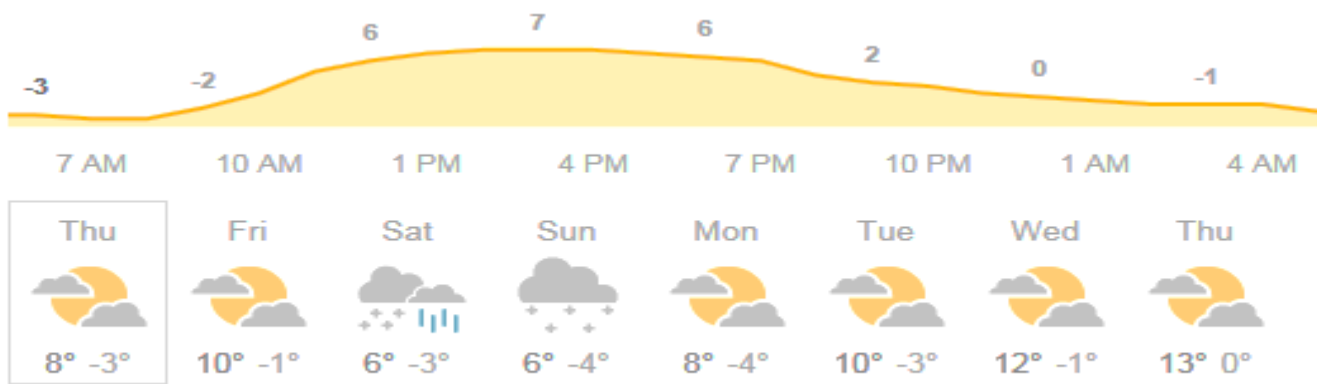 -3 -2 6 7 6 2 0 -1
7 AM 10 AM 1 PM 4 PM 7 PM 10 PM 1 AM 4 AM
Thu Fri Sat Sun Mon Tue Wed Thu
8° -3° 10° -1° 6° -3° 6° -4° 8° -4° 10° -3° 12° -1° 13° 0°